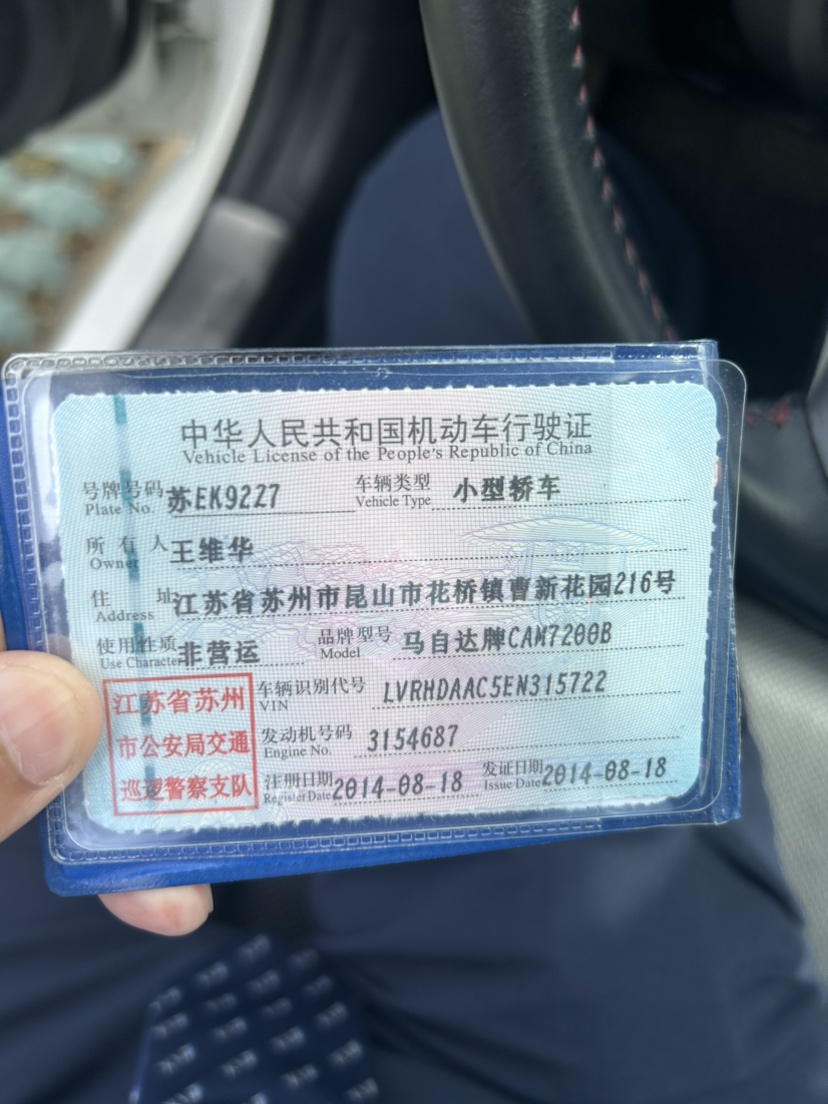 中华人民共和国机动车行驶证
Vehicle License of the People's Republic of China
号牌号码 苏EK9227 车辆类型 小型轿车
Plate No. Vehicle Type
所有人 王维华
Owner
住址 江苏省苏州市昆山市花桥镇曹新花园216号
Address
使用性质 非营运 品牌型号 马自达牌CAM7200B
Use Character Model
江苏省苏州
市公安局交通
巡逻警察支队
车辆识别代号 LVRHDAAC5EN315722
VIN
发动机号码 3154687
Engine No.
注册日期 2014-08-18 发证日期 2014-08-18
Register Date Issue Date